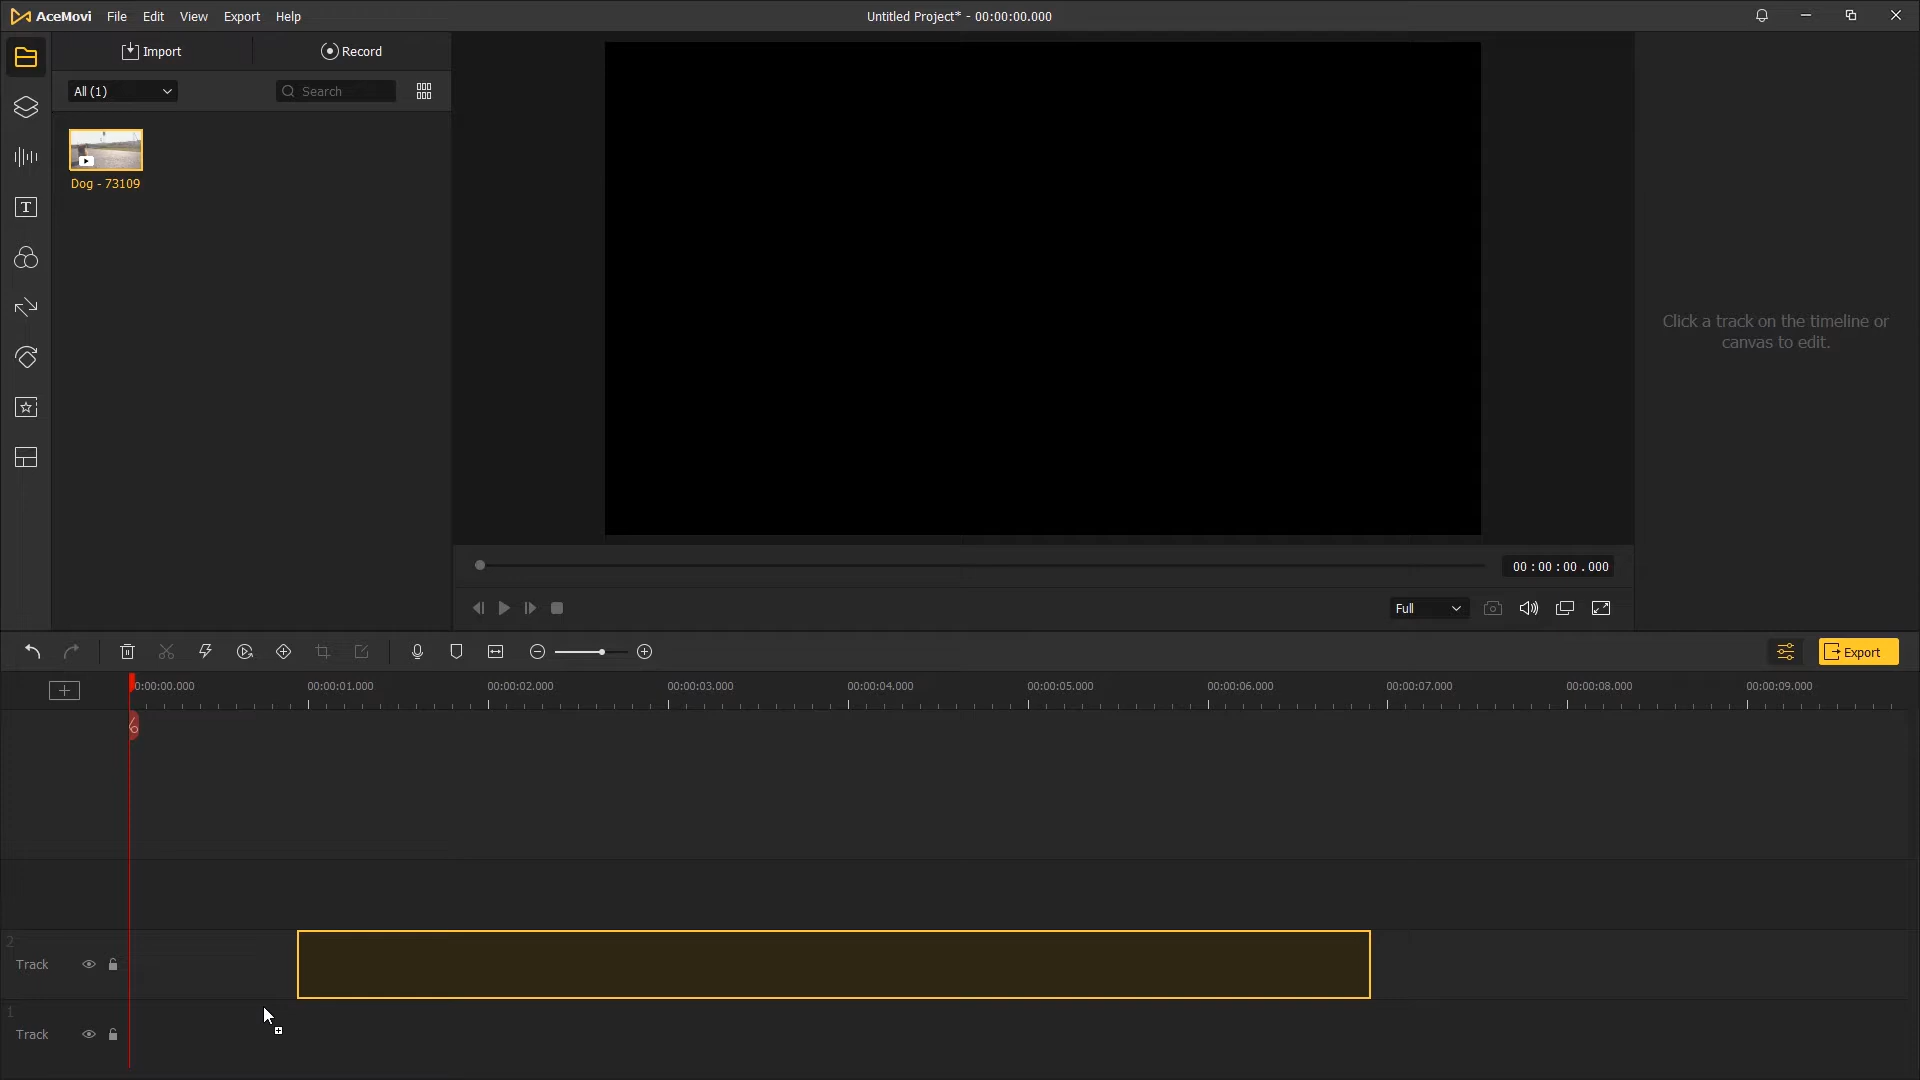 AceMovi File Edit View Export Help Untitled Project* - 00:00:00.000
Import Record
All (1) Search
Dog - 73109
Click a track on the timeline or
canvas to edit.
00 : 00 : 00 . 000
Full
Export
0:00:00.000 00:00:01.000 00:00:02.000 00:00:03.000 00:00:04.000 00:00:05.000 00:00:06.000 00:00:07.000 00:00:08.000 00:00:09.000
2
Track
1
Track